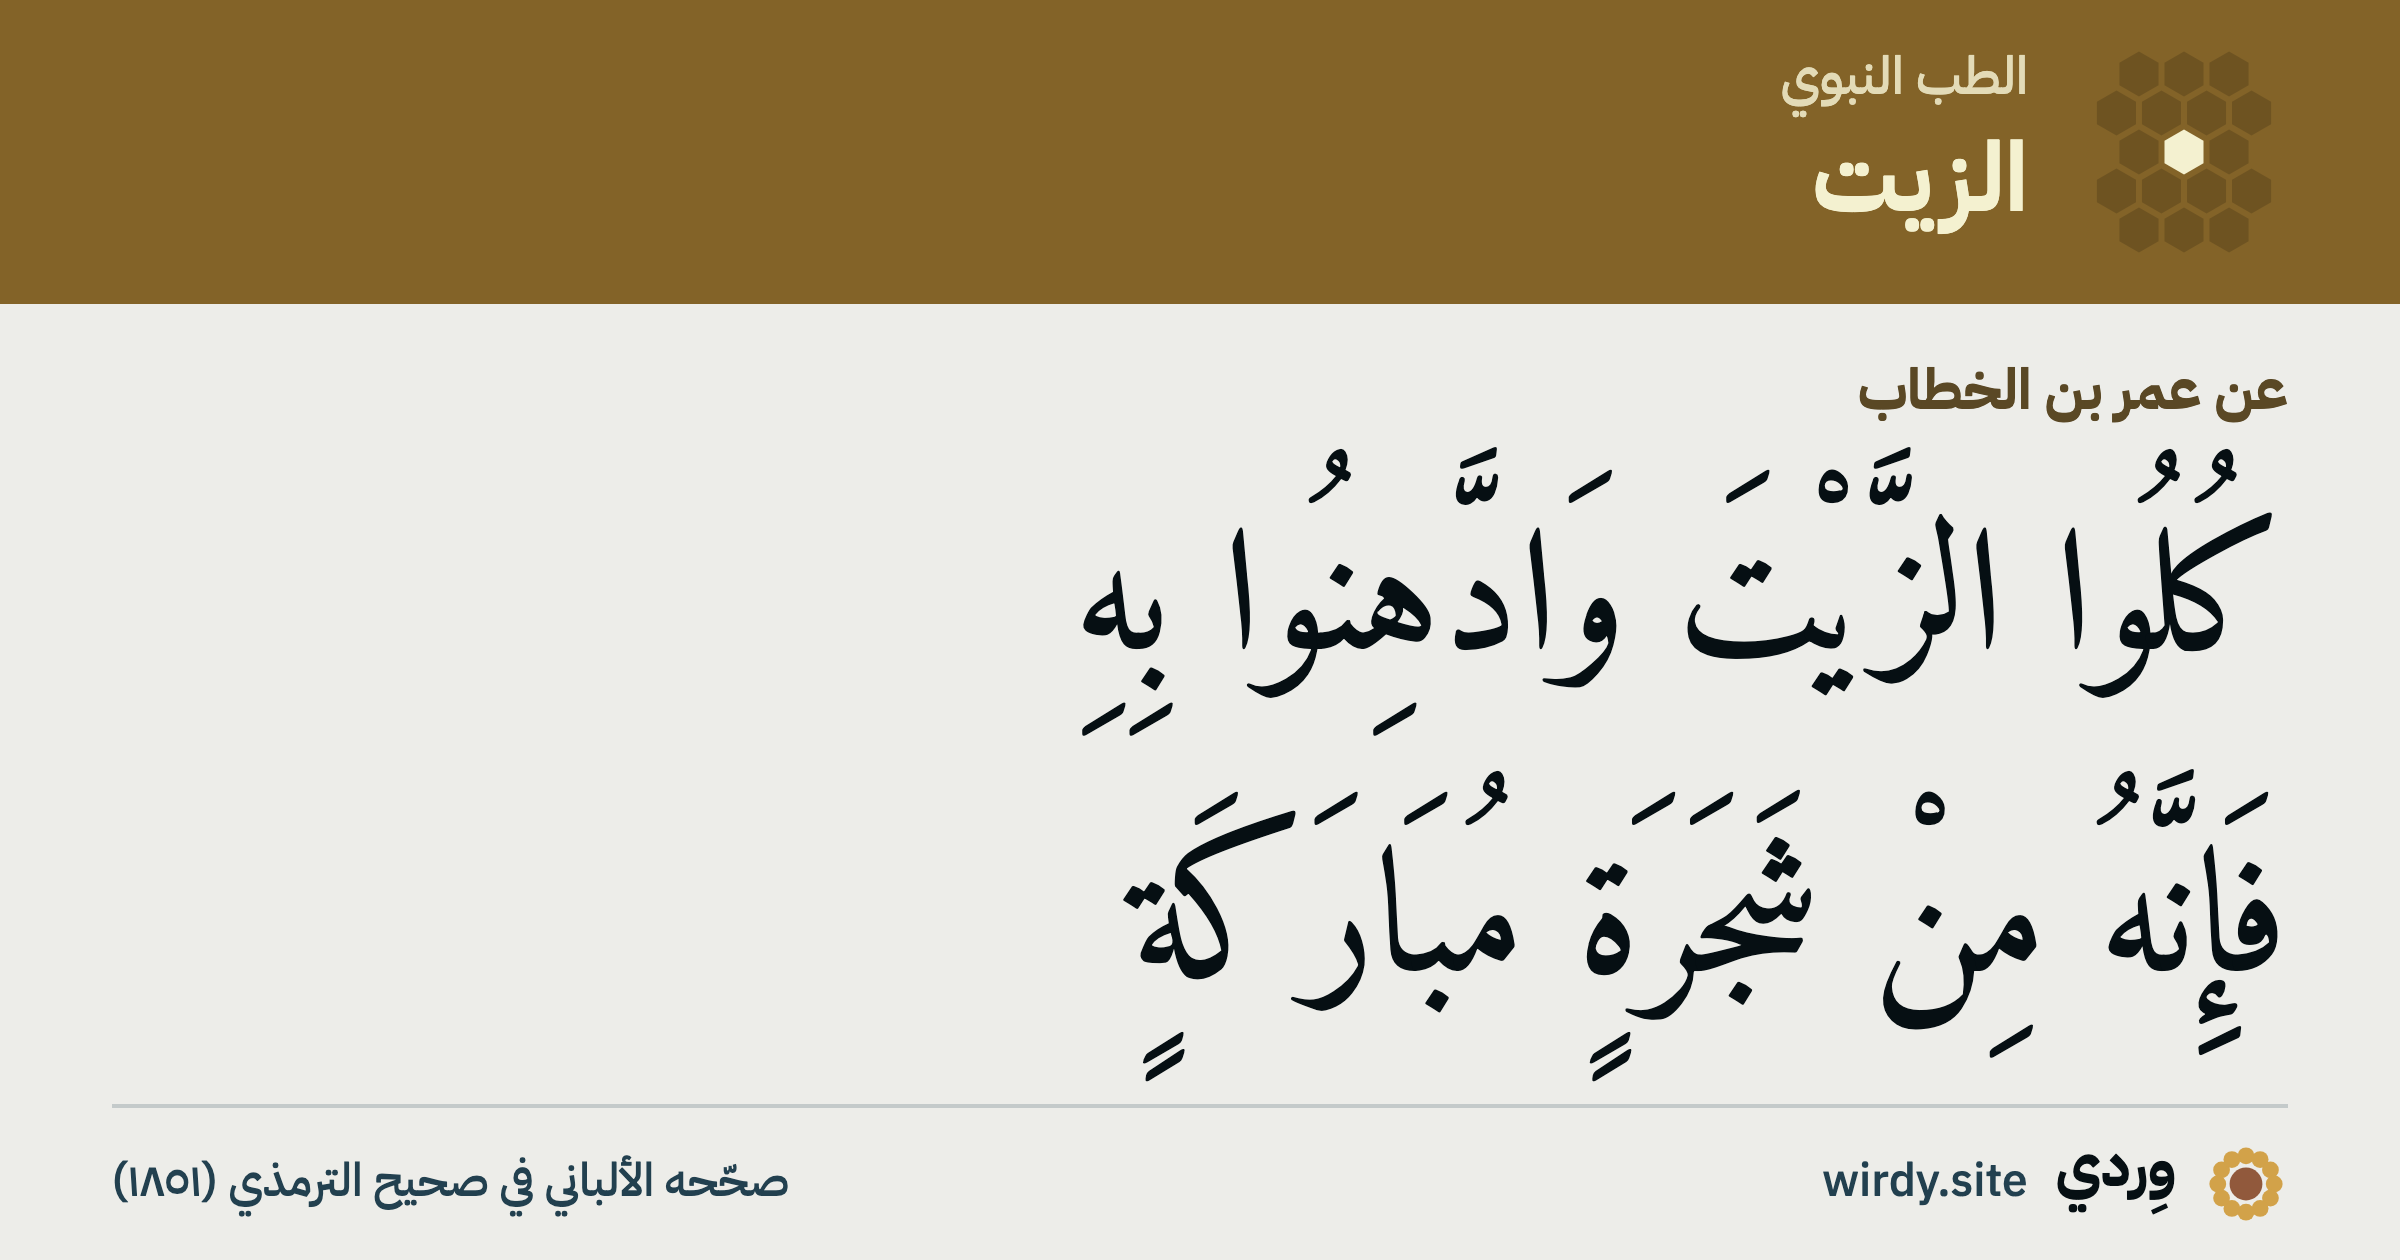 الطب النبوي
الزيت
عن عمر بن الخطاب
كُلُوا الزَّيْتَ وَادَّهِنُوا بِهِ
فَإِنَّهُ مِنْ شَجَرَةٍ مُبَارَكَةٍ
وِردي wirdy.site
صحّحه الألباني في صحيح الترمذي (١٨٥١)